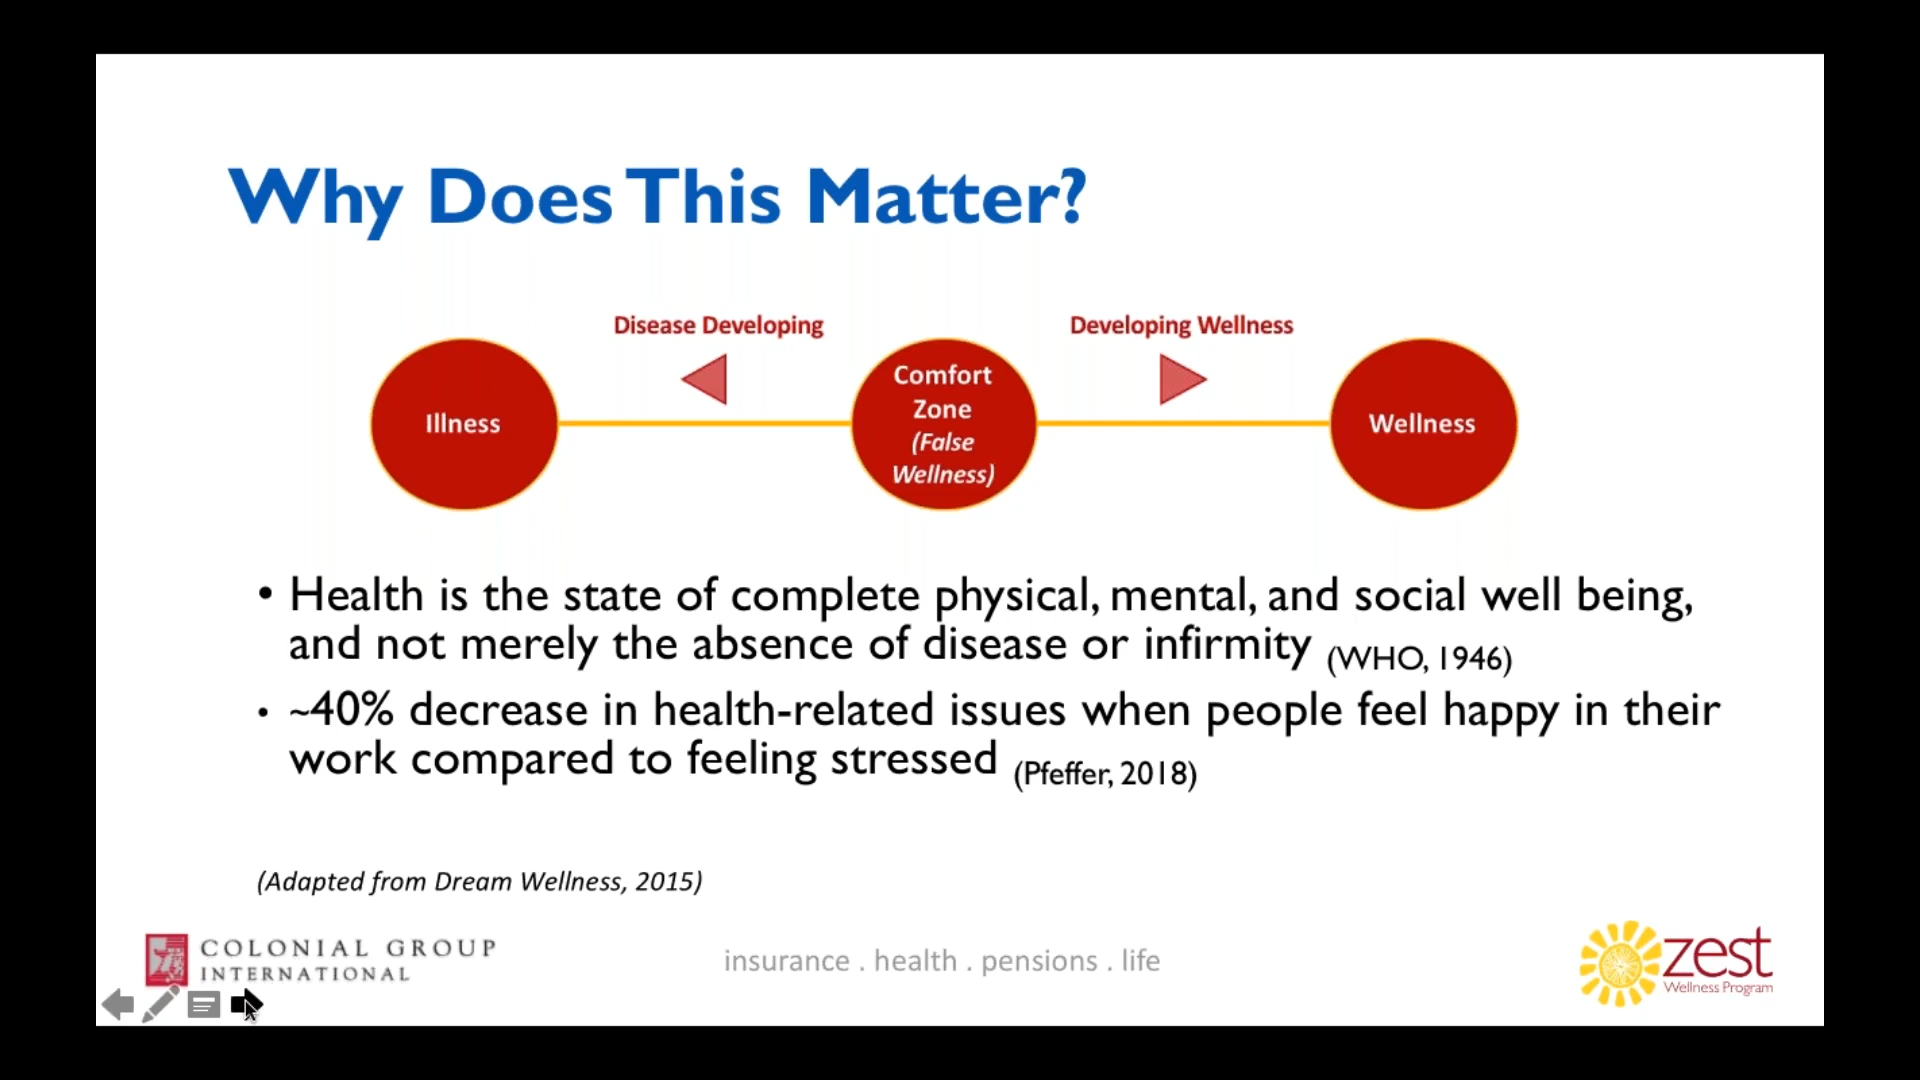 Why Does This Matter?
Disease Developing
Developing Wellness
Illness
Comfort
Zone
(False
Wellness)
Wellness
• Health is the state of complete physical, mental, and social well being,
and not merely the absence of disease or infirmity (WHO, 1946)
• ~40% decrease in health-related issues when people feel happy in their
work compared to feeling stressed (Pfeffer, 2018)
(Adapted from Dream Wellness, 2015)
COLONIAL GROUP
INTERNATIONAL
insurance . health . pensions . life
zest
Wellness Program